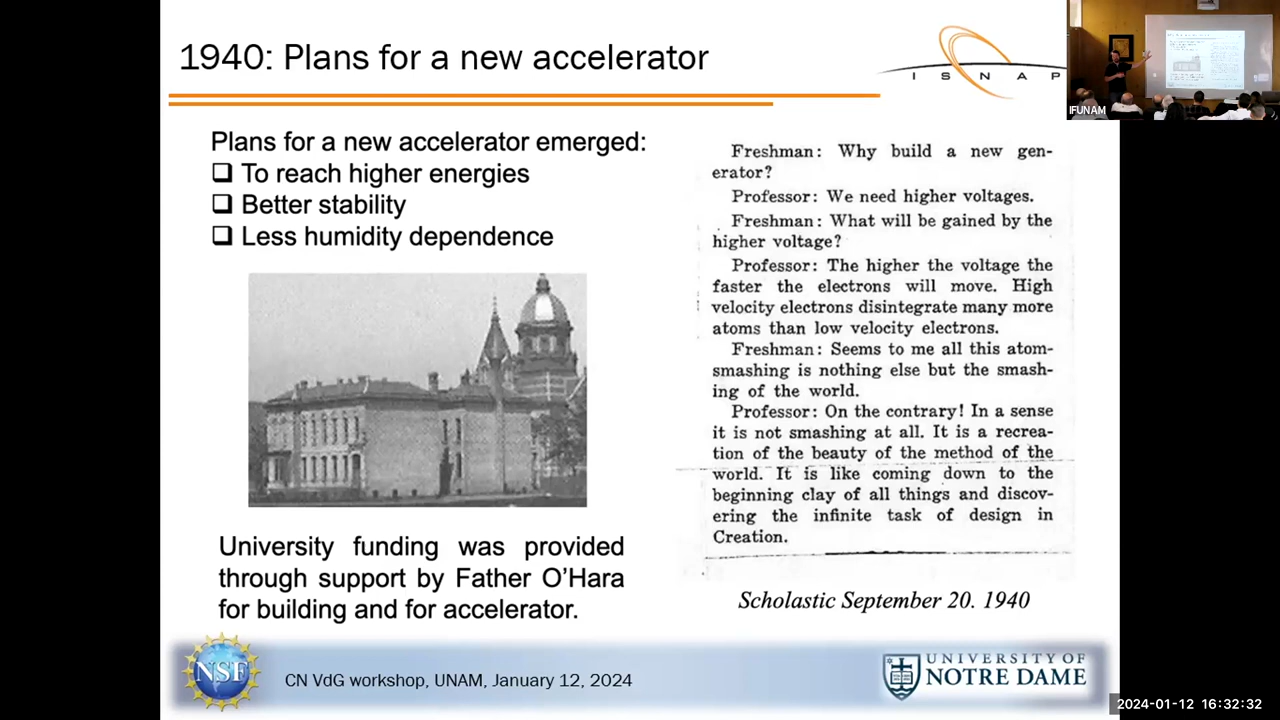 1940: Plans for a new accelerator
ISNAP
IFUNAM
Plans for a new accelerator emerged:
To reach higher energies
Better stability
Less humidity dependence
University funding was provided
through support by Father O'Hara
for building and for accelerator.
Freshman: Why build a new gen-
erator?
Professor: We need higher voltages.
Freshman: What will be gained by the
higher voltage?
Professor: The higher the voltage the
faster the electrons will move. High
velocity electrons disintegrate many more
atoms than low velocity electrons.
Freshman: Seems to me all this atom-
smashing is nothing else but the smash-
ing of the world.
Professor: On the contrary! In a sense
it is not smashing at all. It is a recrea-
tion of the beauty of the method of the
world. It is like coming down to the
beginning clay of all things and discov-
ering the infinite task of design in
Creation.
Scholastic September 20. 1940
NSF
CN VdG workshop, UNAM, January 12, 2024
UNIVERSITY OF
NOTRE DAME
2024-01-12 16:32:32